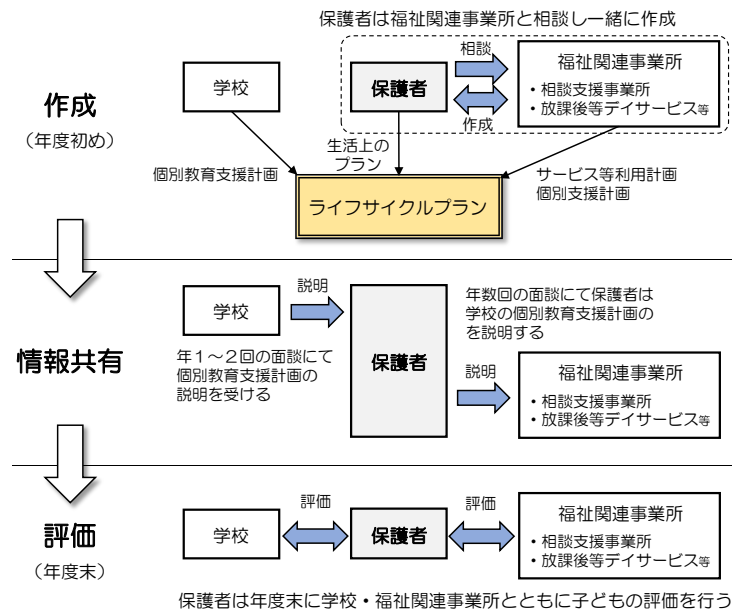 保護者は福祉関連事業所と相談し一緒に作成
作成
（年度初め）
学校
保護者
相談
作成
福祉関連事業所
・相談支援事業所
・放課後等デイサービス等
個別教育支援計画
生活上の
プラン
サービス等利用計画
個別支援計画
ライフサイクルプラン
情報共有
学校
説明
年１～２回の面談にて
個別教育支援計画の
説明を受ける
保護者
年数回の面談にて保護者は
学校の個別教育支援計画の
を説明する
説明
福祉関連事業所
・相談支援事業所
・放課後等デイサービス等
評価
（年度末）
学校
評価
保護者
評価
福祉関連事業所
・相談支援事業所
・放課後等デイサービス等
保護者は年度末に学校・福祉関連事業所とともに子どもの評価を行う